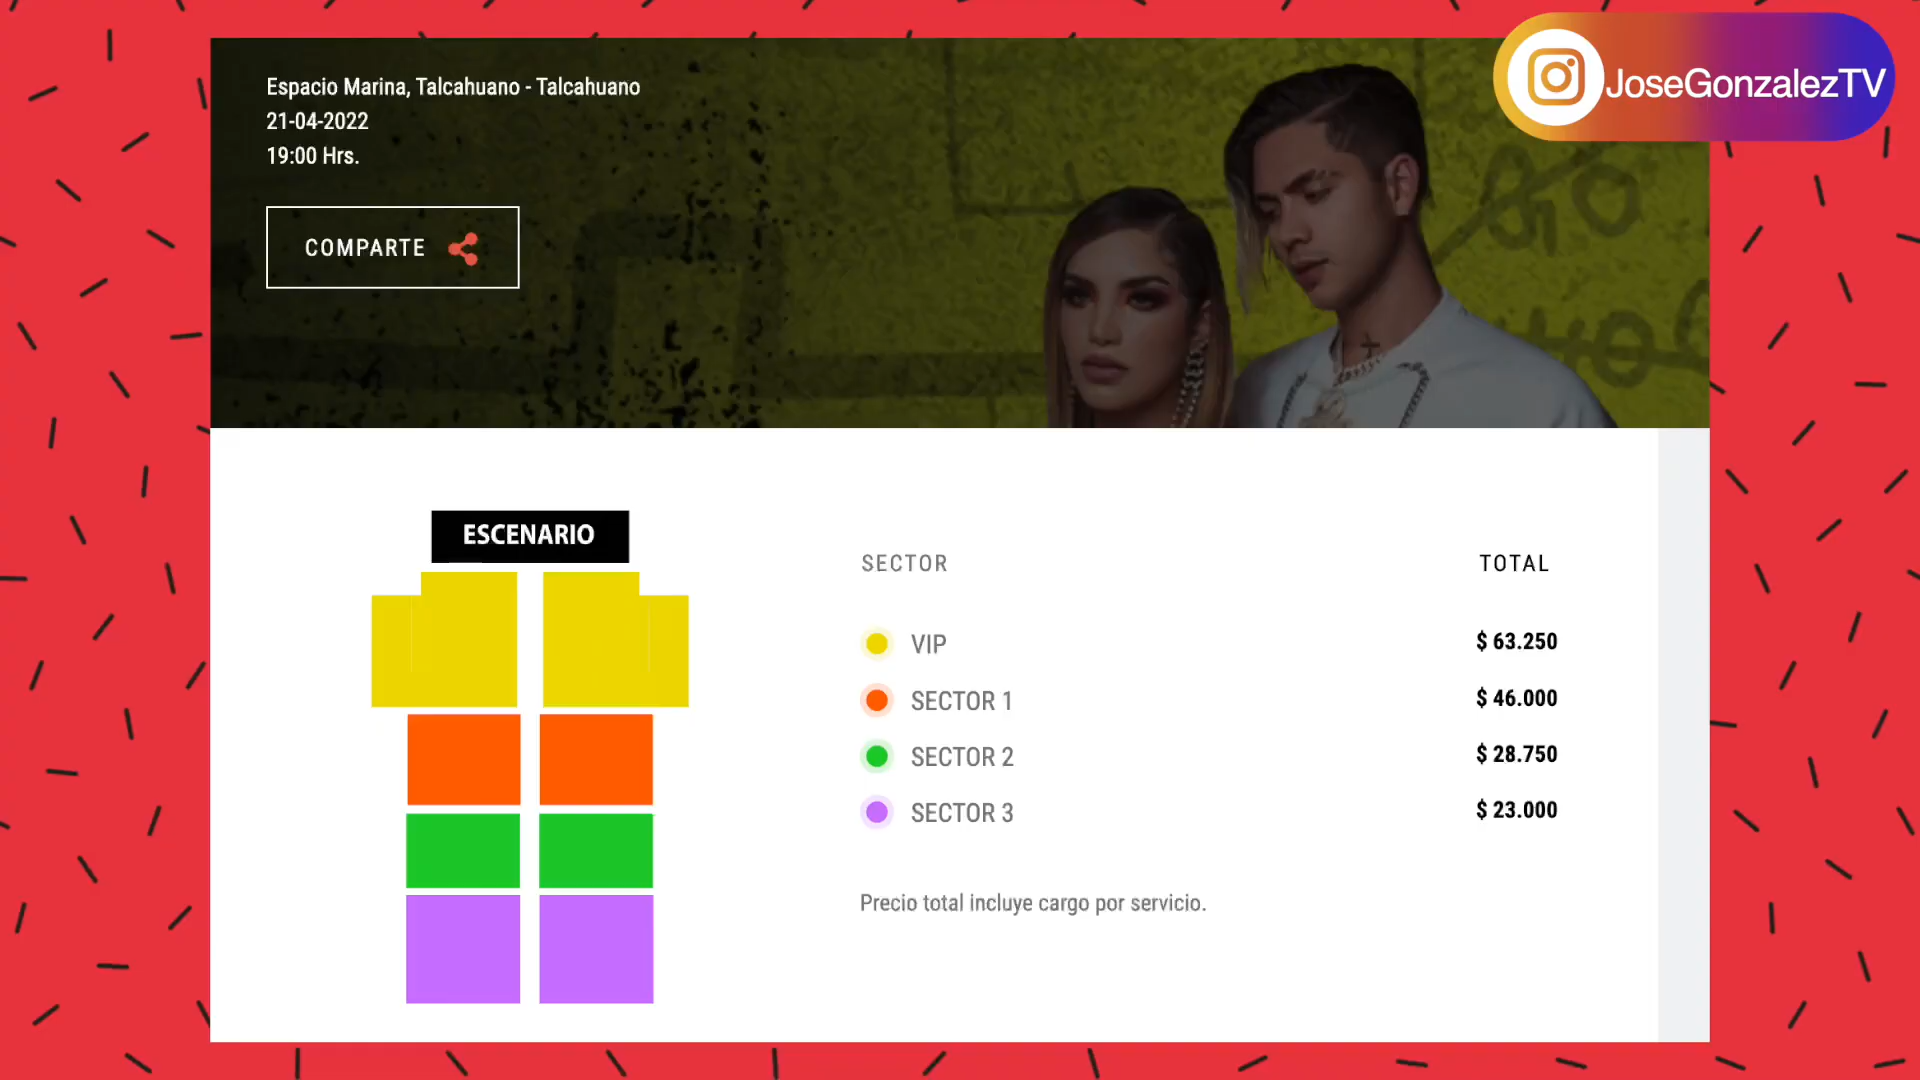 Espacio Marina, Talcahuano - Talcahuano
21-04-2022
19:00 Hrs.
COMPARTE
JoseGonzalezTV
ESCENARIO
SECTOR TOTAL
VIP $ 63.250
SECTOR 1 $ 46.000
SECTOR 2 $ 28.750
SECTOR 3 $ 23.000
Precio total incluye cargo por servicio.